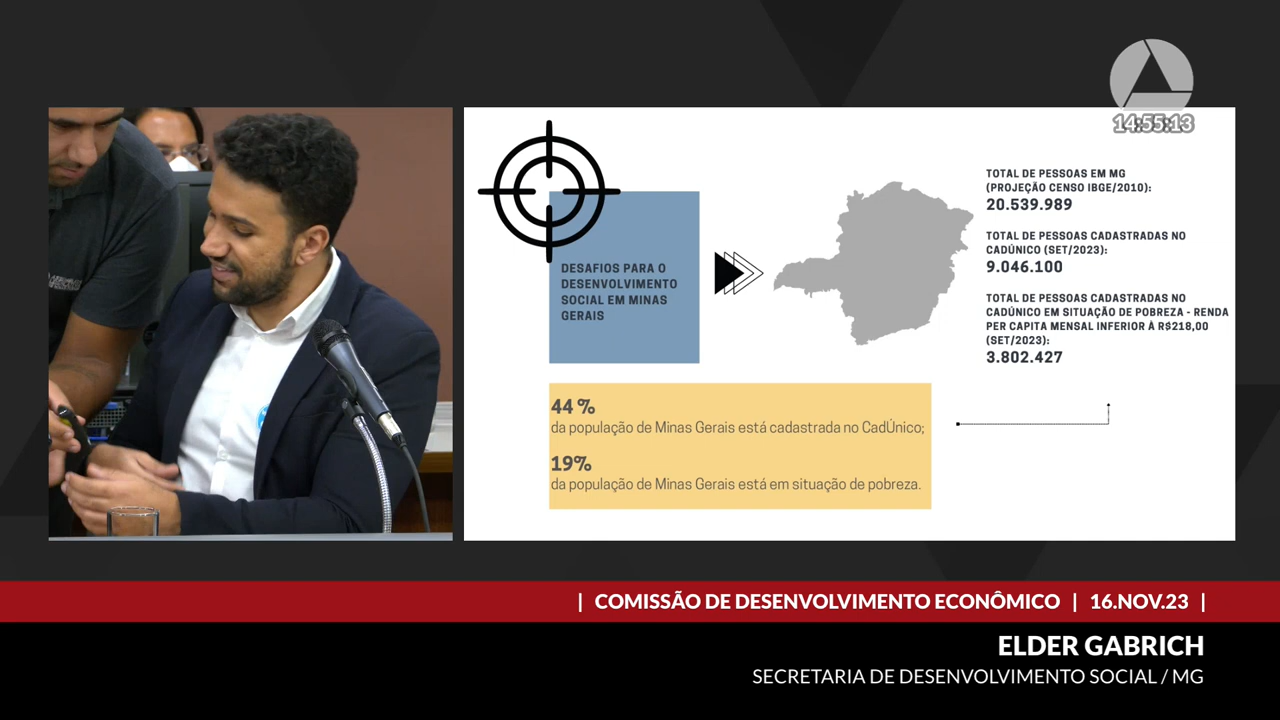 14:55:13
DESAFIOS PARA O
DESENVOLVIMENTO
SOCIAL EM MINAS
GERAIS
TOTAL DE PESSOAS EM MG
(PROJEÇÃO CENSO IBGE/2010):
20.539.989
TOTAL DE PESSOAS CADASTRADAS NO
CADÚNICO (SET/2023):
9.046.100
TOTAL DE PESSOAS CADASTRADAS NO
CADÚNICO EM SITUAÇÃO DE POBREZA - RENDA
PER CAPITA MENSAL INFERIOR À R$218,00
(SET/2023):
3.802.427
44 %
da população de Minas Gerais está cadastrada no CadÚnico;
19%
da população de Minas Gerais está em situação de pobreza.
| COMISSÃO DE DESENVOLVIMENTO ECONÔMICO | 16.NOV.23 |
ELDER GABRICH
SECRETARIA DE DESENVOLVIMENTO SOCIAL / MG